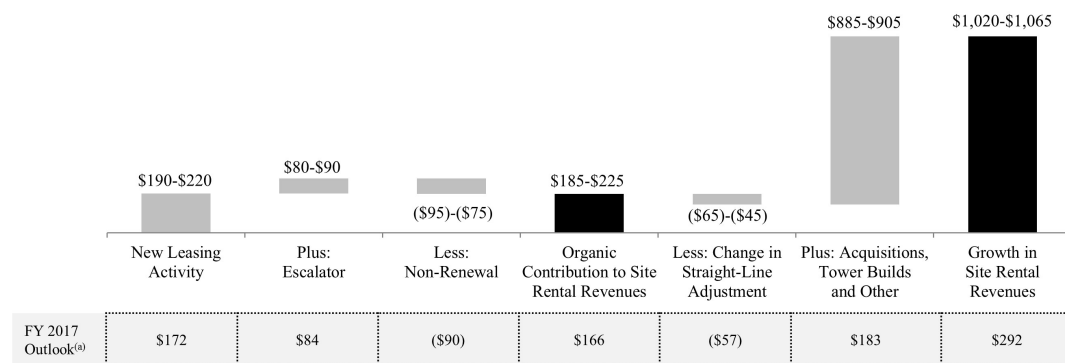 $885-$905
$1,020-$1,065
$80-$90
$190-$220
$185-$225
($95)-($75)
($65)-($45)
New Leasing
Activity
Plus:
Escalator
Less:
Non-Renewal
Organic
Contribution to Site
Rental Revenues
Less: Change in
Straight-Line
Adjustment
Plus: Acquisitions,
Tower Builds
and Other
Growth in
Site Rental
Revenues
FY 2017
Outlook(a)
$172
$84
($90)
$166
($57)
$183
$292